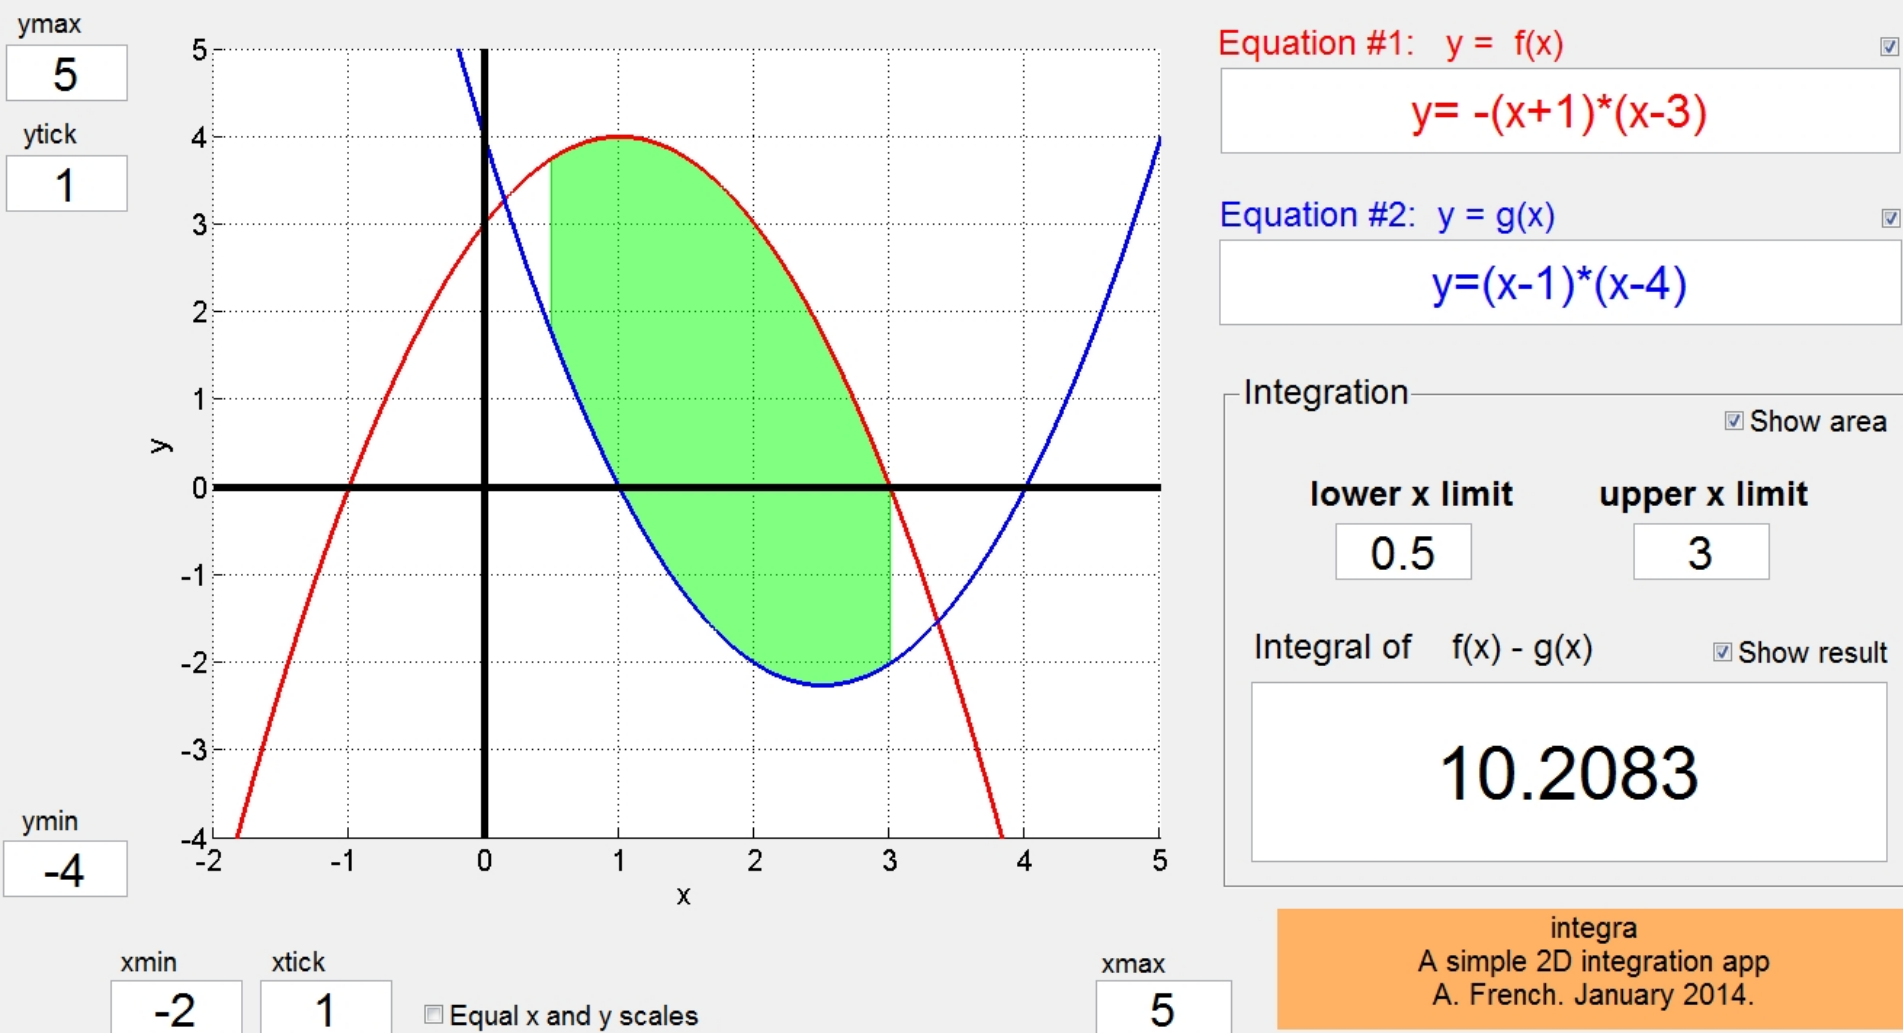 ymax
5
ytick
1
ymin
-4
5
4
3
2
1
0
-1
-2
-3
-4
y
-2 -1 0 1 2 3 4 5
x
xmin xtick xmax
-2 1 5
Equal x and y scales
Equation #1: y = f(x)
y= -(x+1)*(x-3)
Equation #2: y = g(x)
y=(x-1)*(x-4)
Integration
Show area
lower x limit upper x limit
0.5 3
Integral of f(x) - g(x) Show result
10.2083
integra
A simple 2D integration app
A. French. January 2014.